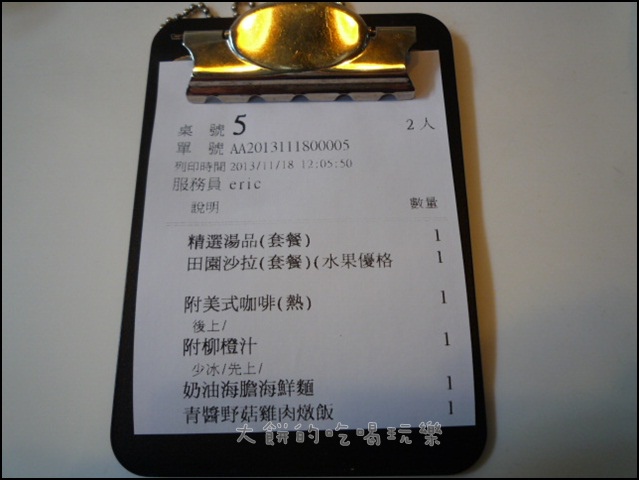 桌 號 5 2人
單 號 AA2013111800005
列印時間 2013/11/18 12:05:50
服務員 eric
說明 數量
精選湯品(套餐) 1
田園沙拉(套餐)(水果優格 1
附美式咖啡(熱) 1
後上/
附柳橙汁 1
少冰/先上/
奶油海膽海鮮麵 1
青醬野菇雞肉燉飯 1
大餅的吃喝玩樂